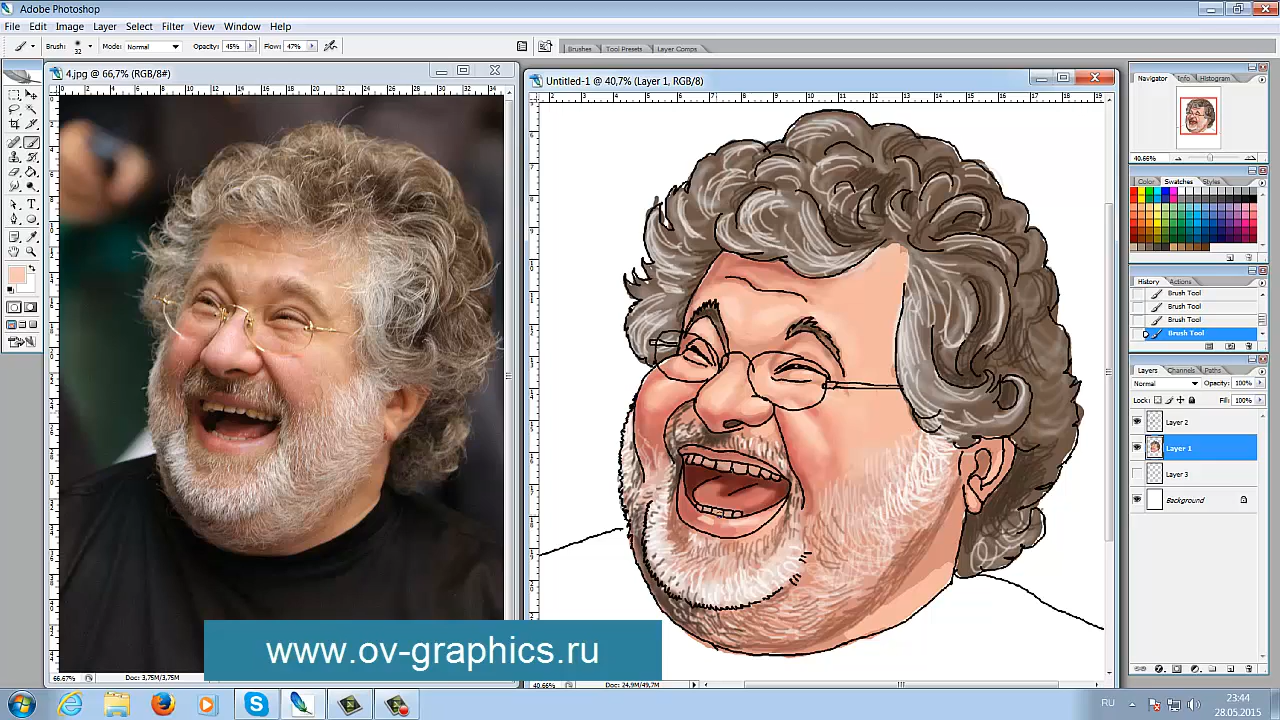 Adobe Photoshop
File Edit Image Layer Select Filter View Window Help
Brush: 32 Mode: Normal Opacity: 45% Flow: 47% Brushes Tool Presets Layer Comps
4.jpg @ 66,7% (RGB/8#)
Untitled-1 @ 40,7% (Layer 1, RGB/8)
Navigator Info Histogram
40.66%
Color Swatches Styles
History Actions
Brush Tool
Brush Tool
Brush Tool
Brush Tool
Layers Channels Paths
Normal Opacity: 100%
Lock: Fill: 100%
Layer 2
Layer 1
Layer 3
Background
www.ov-graphics.ru
66.67% Doc: 3,75M/3,75M
40.66% Doc: 24,9M/49,7M
RU 23:44
28.05.2015